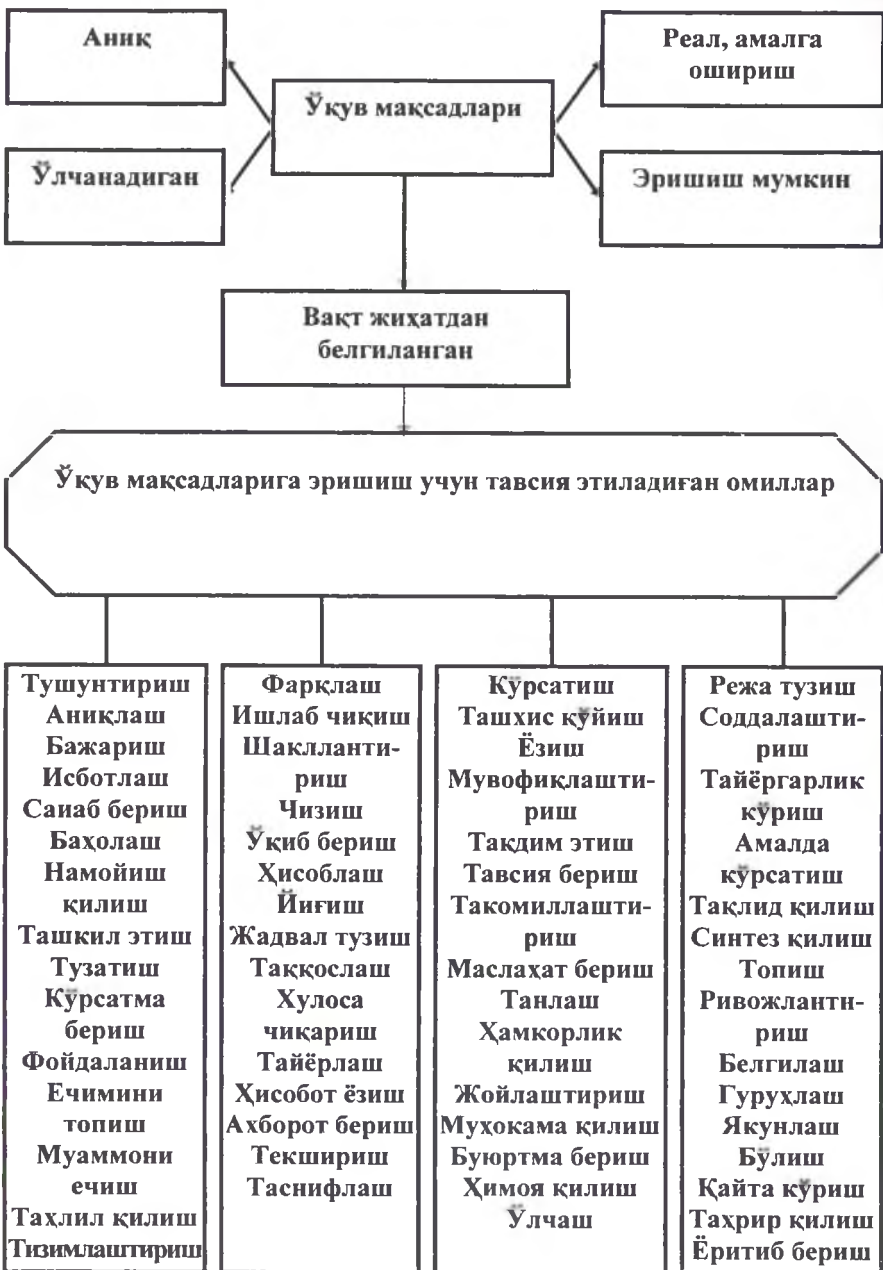 Аниқ
Реал, амалга
ошириш
Ўқув мақсадлари
Ўлчанадиган
Эришиш мумкин
Вақт жиҳатдан
белгиланган
Ўқув мақсадларига эришиш учун тавсия этиладиған омиллар
Тушунтириш
Аниқлаш
Бажариш
Исботлаш
Саиаб бериш
Баҳолаш
Намойиш
қилиш
Ташкил этиш
Тузатиш
Кўрсатма
бериш
Фойдаланиш
Ечимини
топиш
Муаммони
ечиш
Таҳлил қилиш
Тизимлаштириш
Фарқлаш
Ишлаб чиқиш
Шакллланти-
риш
Чизиш
Ўқиб бериш
Ҳисоблаш
Йиғиш
Жадвал тузиш
Таққослаш
Хулоса
чиқариш
Тайёрлаш
Ҳисобот ёзиш
Ахборот бериш
Текшириш
Таснифлаш
Кўрсатиш
Ташхис қўйиш
Ёзиш
Мувофиқлашти-
риш
Тақдим этиш
Тавсия бериш
Такомиллашти-
риш
Маслаҳат бериш
Танлаш
Ҳамкорлик
қилиш
Жойлаштириш
Муҳокама қилиш
Буюртма бериш
Ҳимоя қилиш
Ўлчаш
Режа тузиш
Соддалашти-
риш
Тайёргарлик
кўриш
Амалда
кўрсатиш
Тақлид қилиш
Синтез қилиш
Топиш
Ривожлантн-
риш
Белгилаш
Гуруҳлаш
Якунлаш
Бўлиш
Қайта кўриш
Таҳрир қилиш
Ёритиб бериш